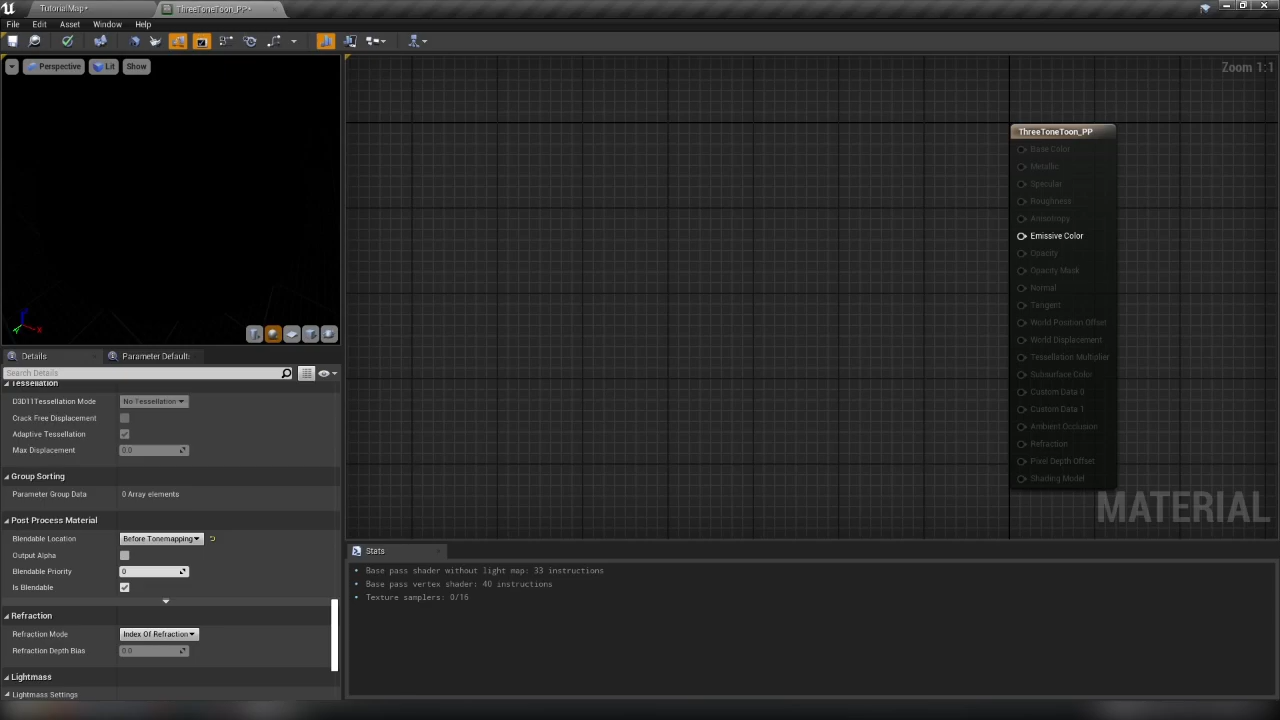 TutorialMap*
ThreeToneToon_PP*
File Edit Asset Window Help
Perspective Lit Show
Zoom 1:1
ThreeToneToon_PP
Base Color
Metallic
Specular
Roughness
Anisotropy
Emissive Color
Opacity
Opacity Mask
Normal
Tangent
World Position Offset
World Displacement
Tessellation Multiplier
Subsurface Color
Custom Data 0
Custom Data 1
Ambient Occlusion
Refraction
Pixel Depth Offset
Shading Model
MATERIAL
Details
Parameter Default:
Search Details
Tessellation
D3D11Tessellation Mode No Tessellation
Crack Free Displacement
Adaptive Tessellation
Max Displacement 0.0
Group Sorting
Parameter Group Data 0 Array elements
Post Process Material
Blendable Location Before Tonemapping
Output Alpha
Blendable Priority 0
Is Blendable
Refraction
Refraction Mode Index Of Refraction
Refraction Depth Bias 0.0
Lightmass
Lightmass Settings
Stats
Base pass shader without light map: 33 instructions
Base pass vertex shader: 40 instructions
Texture samplers: 0/16